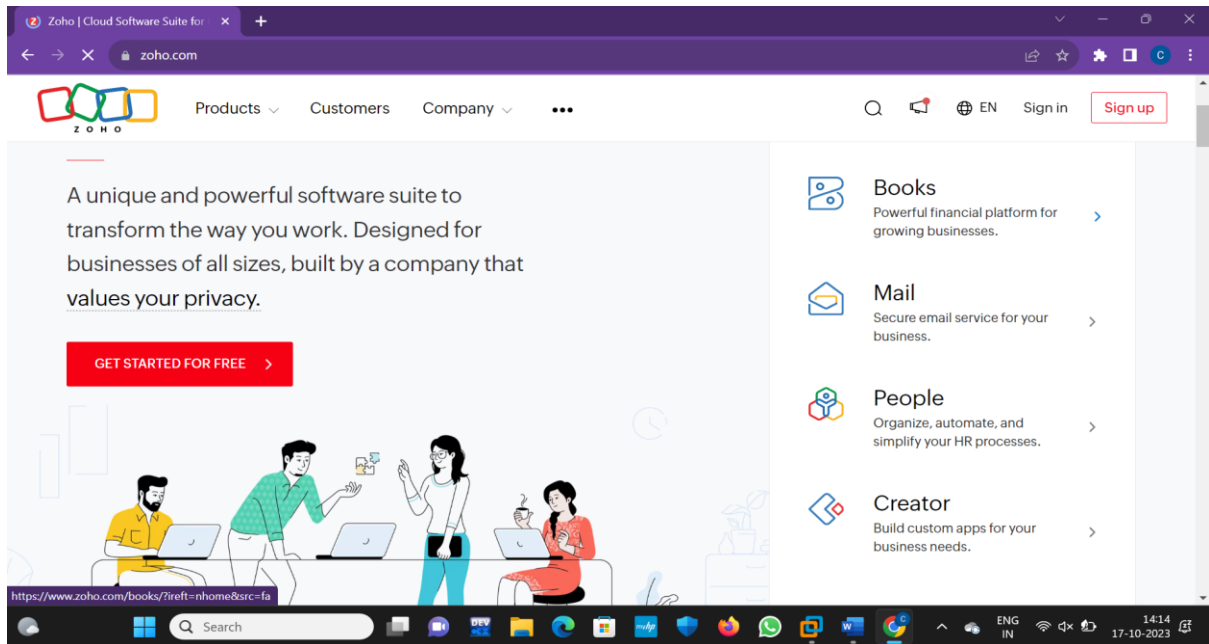 Zoho | Cloud Software Suite for
zoho.com
C
ZOHO
Products
Customers
Company
EN
Sign in
Sign up
A unique and powerful software suite to
transform the way you work. Designed for
businesses of all sizes, built by a company that
values your privacy.
GET STARTED FOR FREE
Books
Powerful financial platform for
growing businesses.
Mail
Secure email service for your
business.
People
Organize, automate, and
simplify your HR processes.
Creator
Build custom apps for your
business needs.
https://www.zoho.com/books/?ireft=nhome&src=fa
Search
DEV
myhp
W
C
ENG
IN
14:14
17-10-2023